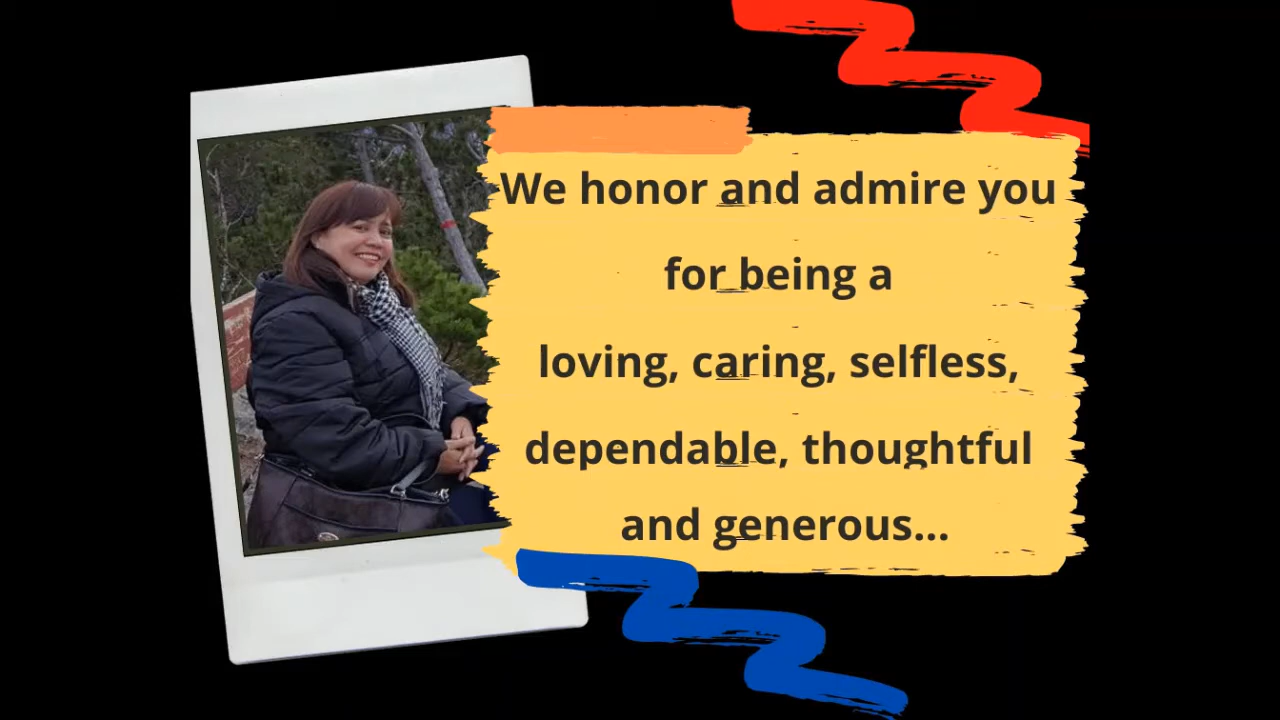 We honor and admire you
for being a
loving, caring, selfless,
dependable, thoughtful
and generous...